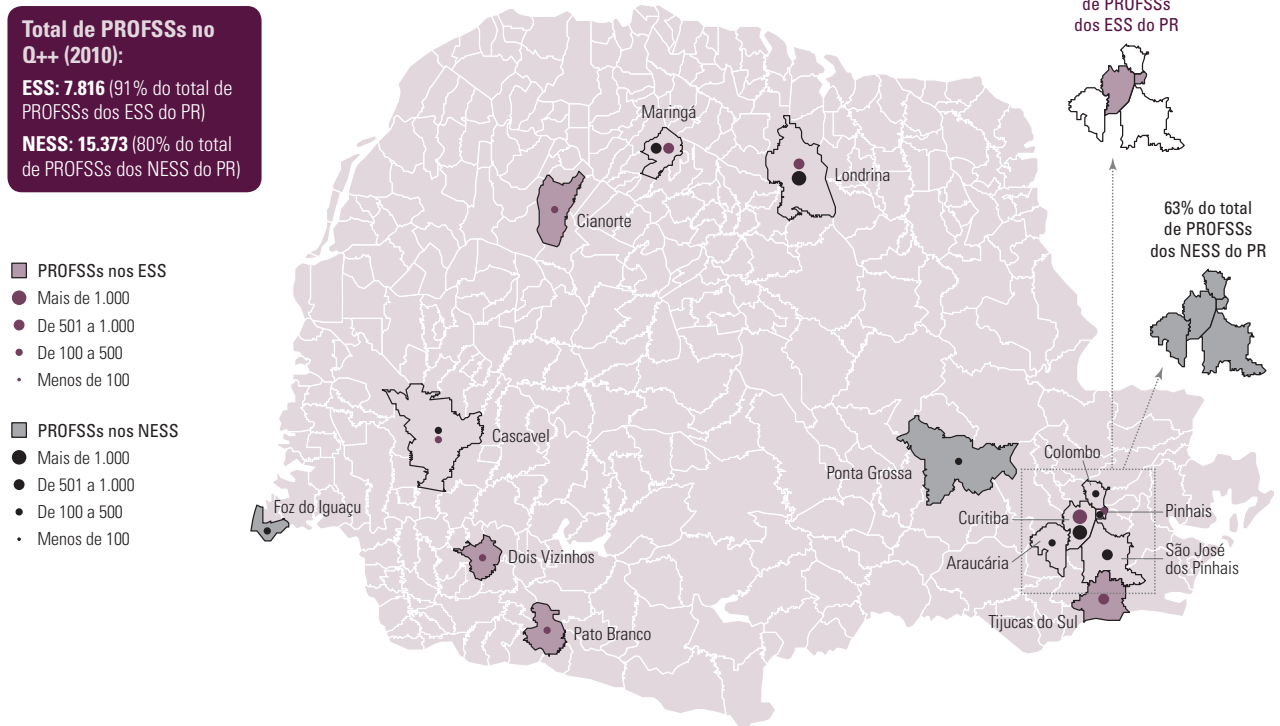 Total de PROFSSs no
Q++ (2010):
ESS: 7.816 (91% do total de
PROFSSs dos ESS do PR)
NESS: 15.373 (80% do total
de PROFSSs dos NESS do PR)
PROFSSs nos ESS
Mais de 1.000
De 501 a 1.000
De 100 a 500
Menos de 100
PROFSSs nos NESS
Mais de 1.000
De 501 a 1.000
De 100 a 500
Menos de 100
de PROFSSs
dos ESS do PR
63% do total
de PROFSSs
dos NESS do PR
Maringá
Londrina
Cianorte
Cascavel
Foz do Iguaçu
Dois Vizinhos
Pato Branco
Ponta Grossa
Colombo
Curitiba
Pinhais
Araucária
São José
dos Pinhais
Tijucas do Sul